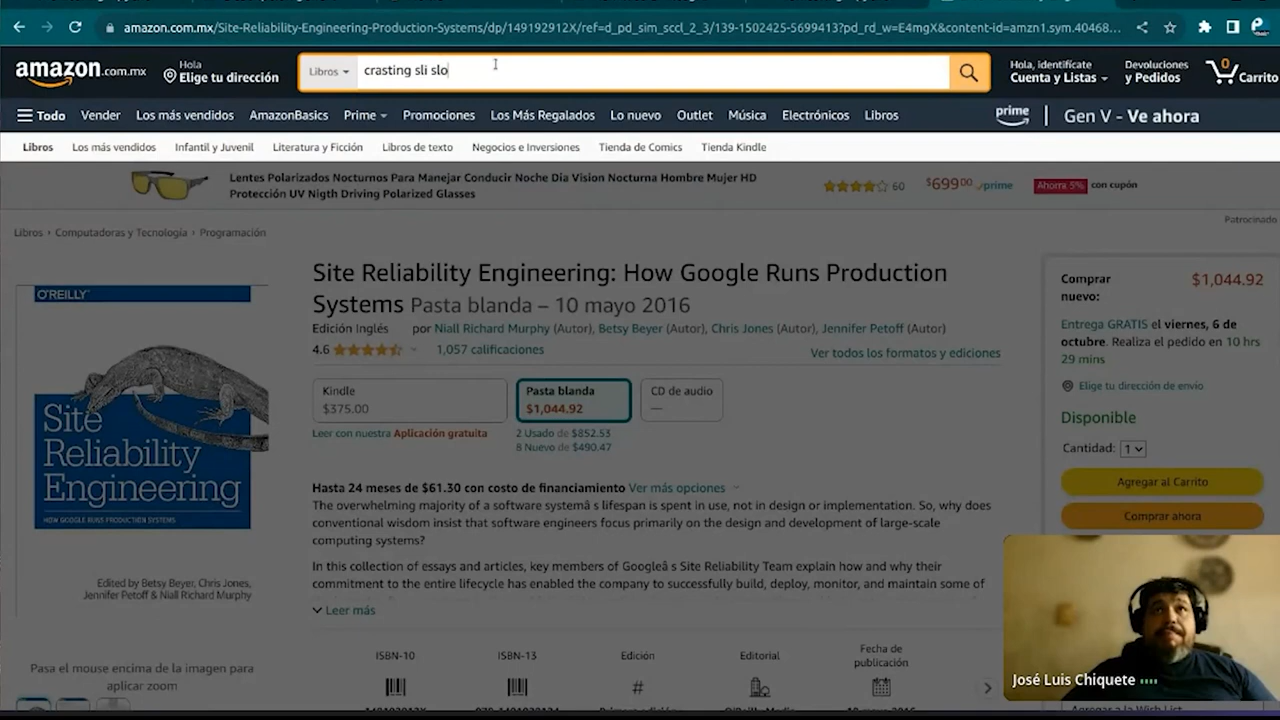 amazon.com.mx/Site-Reliability-Engineering-Production-Systems/dp/149192912X/ref=d_pd_sim_sccl_2_3/139-1502425-5699413?pd_rd_w=E4mgX&content-id=amzn1.sym.40468...
amazon.com.mx
Hola
Elige tu dirección
Libros
crasting sli slo
Hola, identifícate
Cuenta y Listas
Devoluciones
y Pedidos
0
Carrito
Todo
Vender
Los más vendidos
AmazonBasics
Prime
Promociones
Los Más Regalados
Lo nuevo
Outlet
Música
Electrónicos
Libros
prime
Gen V - Ve ahora
Libros
Los más vendidos
Infantil y Juvenil
Literatura y Ficción
Libros de texto
Negocios e Inversiones
Tienda de Comics
Tienda Kindle
Lentes Polarizados Nocturnos Para Manejar Conducir Noche Dia Vision Nocturna Hombre Mujer HD
Protección UV Nigth Driving Polarized Glasses
60
$699.00
prime
Ahorra 5%
con cupón
Patrocinado
Libros › Computadoras y Tecnología › Programación
O'REILLY
Site
Reliability
Engineering
HOW GOOGLE RUNS PRODUCTION SYSTEMS
Edited by Betsy Beyer, Chris Jones,
Jennifer Petoff & Niall Richard Murphy
Pasa el mouse encima de la imagen para
aplicar zoom
Site Reliability Engineering: How Google Runs Production
Systems Pasta blanda – 10 mayo 2016
Edición Inglés por Niall Richard Murphy (Autor), Betsy Beyer (Autor), Chris Jones (Autor), Jennifer Petoff (Autor)
4.6
1,057 calificaciones
Ver todos los formatos y ediciones
Kindle
$375.00
Leer con nuestra Aplicación gratuita
Pasta blanda
$1,044.92
2 Usado de $852.53
8 Nuevo de $490.47
CD de audio
—
Hasta 24 meses de $61.30 con costo de financiamiento Ver más opciones
The overwhelming majority of a software systemâ s lifespan is spent in use, not in design or implementation. So, why does
conventional wisdom insist that software engineers focus primarily on the design and development of large-scale
computing systems?
In this collection of essays and articles, key members of Googleâ s Site Reliability Team explain how and why their
commitment to the entire lifecycle has enabled the company to successfully build, deploy, monitor, and maintain some of
Leer más
ISBN-10
ISBN-13
Edición
Editorial
Fecha de
publicación
#
Comprar
nuevo:
$1,044.92
Entrega GRATIS el viernes, 6 de
octubre. Realiza el pedido en 10 hrs
29 mins
Elige tu dirección de envío
Disponible
Cantidad: 1
Agregar al Carrito
Comprar ahora
José Luis Chiquete